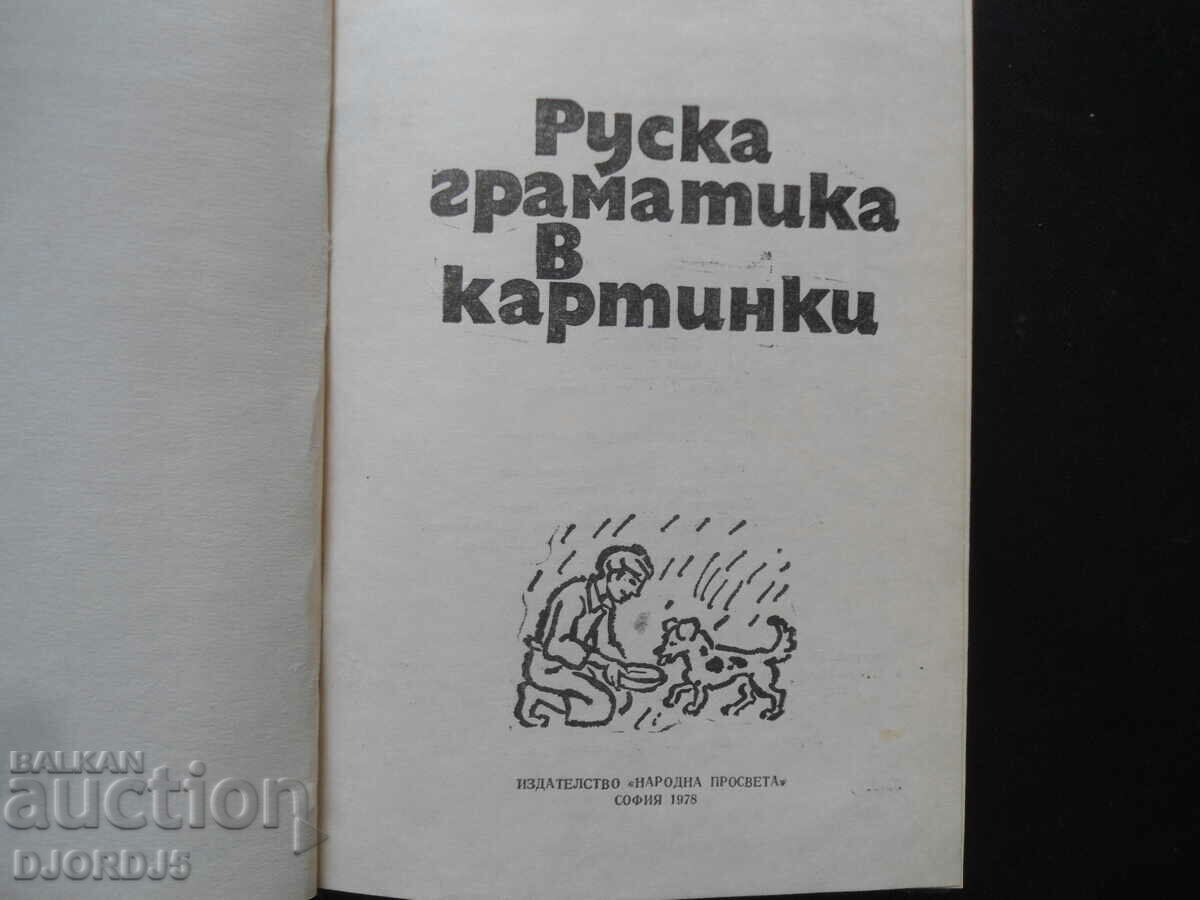 Руска
граматика
в
картинки
ИЗДАТЕЛСТВО «НАРОДНА ПРОСВЕТА»
СОФИЯ 1978
BALKAN
auction
DJORDJ5